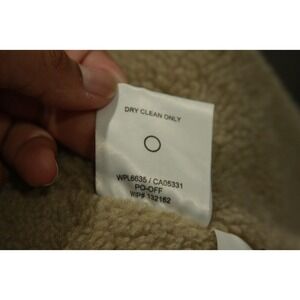 DRY CLEAN ONLY
WPL6635 / CA05331
PO-OFF
WIP# 132162